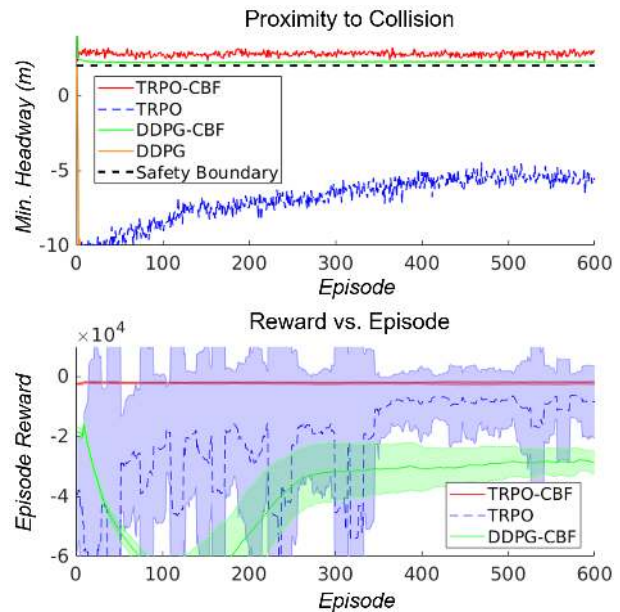 Proximity to Collision
Min. Headway (m)
0
-5
-10
TRPO-CBF
TRPO
DDPG-CBF
DDPG
Safety Boundary
0 100 200 300 400 500 600
Episode
Reward vs. Episode
×10⁴
Episode Reward
0
-2
-4
-6
TRPO-CBF
TRPO
DDPG-CBF
0 100 200 300 400 500 600
Episode